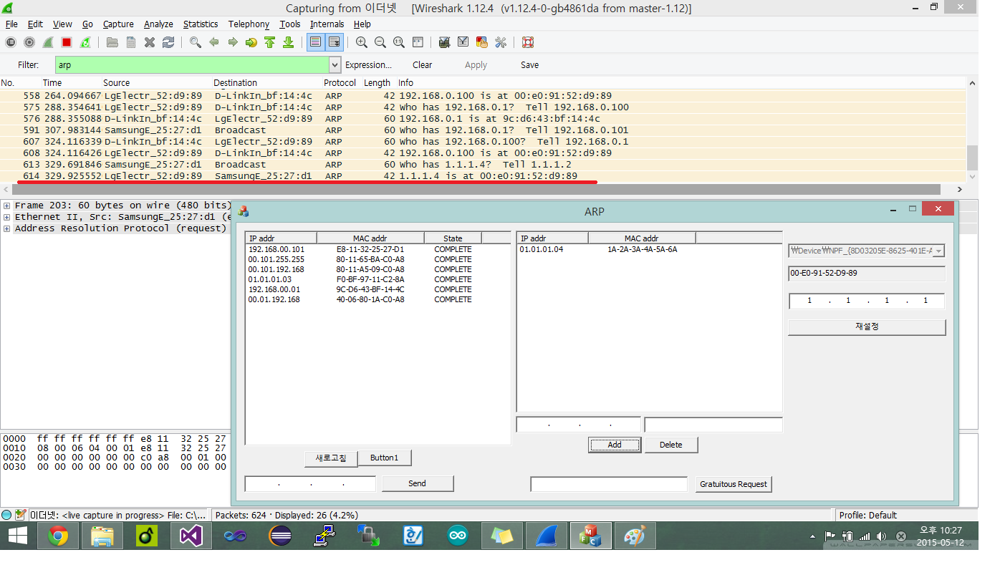 Capturing from 이더넷 [Wireshark 1.12.4 (v1.12.4-0-gb4861da from master-1.12)]
File Edit View Go Capture Analyze Statistics Telephony Tools Internals Help
Filter: arp Expression... Clear Apply Save
No. Time Source Destination Protocol Length Info
558 264.0946670 LgElectr_52:d9:89 D-LinkIn_bf:14:4c ARP 42 192.168.0.100 is at 00:e0:91:52:d9:89
575 288.354641 LgElectr_52:d9:89 D-LinkIn_bf:14:4c ARP 42 Who has 192.168.0.1? Tell 192.168.0.100
576 288.355088 D-LinkIn_bf:14:4c LgElectr_52:d9:89 ARP 60 192.168.0.1 is at 9c:d6:43:bf:14:4c
591 307.983144 SamsungE_25:27:d1 Broadcast ARP 60 Who has 192.168.0.1? Tell 192.168.0.101
607 324.116339 D-LinkIn_bf:14:4c LgElectr_52:d9:89 ARP 60 Who has 192.168.0.100? Tell 192.168.0.1
608 324.116426 LgElectr_52:d9:89 D-LinkIn_bf:14:4c ARP 42 192.168.0.100 is at 00:e0:91:52:d9:89
613 329.691846 SamsungE_25:27:d1 Broadcast ARP 60 Who has 1.1.1.4? Tell 1.1.1.2
614 329.925552 LgElectr_52:d9:89 SamsungE_25:27:d1 ARP 42 1.1.1.4 is at 00:e0:91:52:d9:89
Frame 203: 60 bytes on wire (480 bits)
Ethernet II, Src: SamsungE_25:27:d1 (e
Address Resolution Protocol (request)
ARP
IP addr MAC addr State
192.168.00.101 E8-11-32-25-27-D1 COMPLETE
00.101.255.255 80-11-65-BA-C0-A8 COMPLETE
00.101.192.168 80-11-A5-09-C0-A8 COMPLETE
01.01.01.03 F0-BF-97-11-C2-8A COMPLETE
192.168.00.01 9C-D6-43-BF-14-4C COMPLETE
00.01.192.168 40-06-80-1A-C0-A8 COMPLETE
IP addr MAC addr
01.01.01.04 1A-2A-3A-4A-5A-6A
₩Device₩NPF_{8D03205E-8625-401E-A
00-E0-91-52-D9-89
1 . 1 . 1 . 1
재설정
. . .
Add Delete
새로고침 Button1
. . . Send
Gratuitous Request
0000 ff ff ff ff ff ff e8 11 32 25 27
0010 08 00 06 04 00 01 e8 11 32 25 27
0020 00 00 00 00 00 00 c0 a8 00 01 00
0030 00 00 00 00 00 00 00 00 00 00 00
이더넷: <live capture in progress> File: C:\... Packets: 624 · Displayed: 26 (4.2%) Profile: Default
오후 10:27
2015-05-12